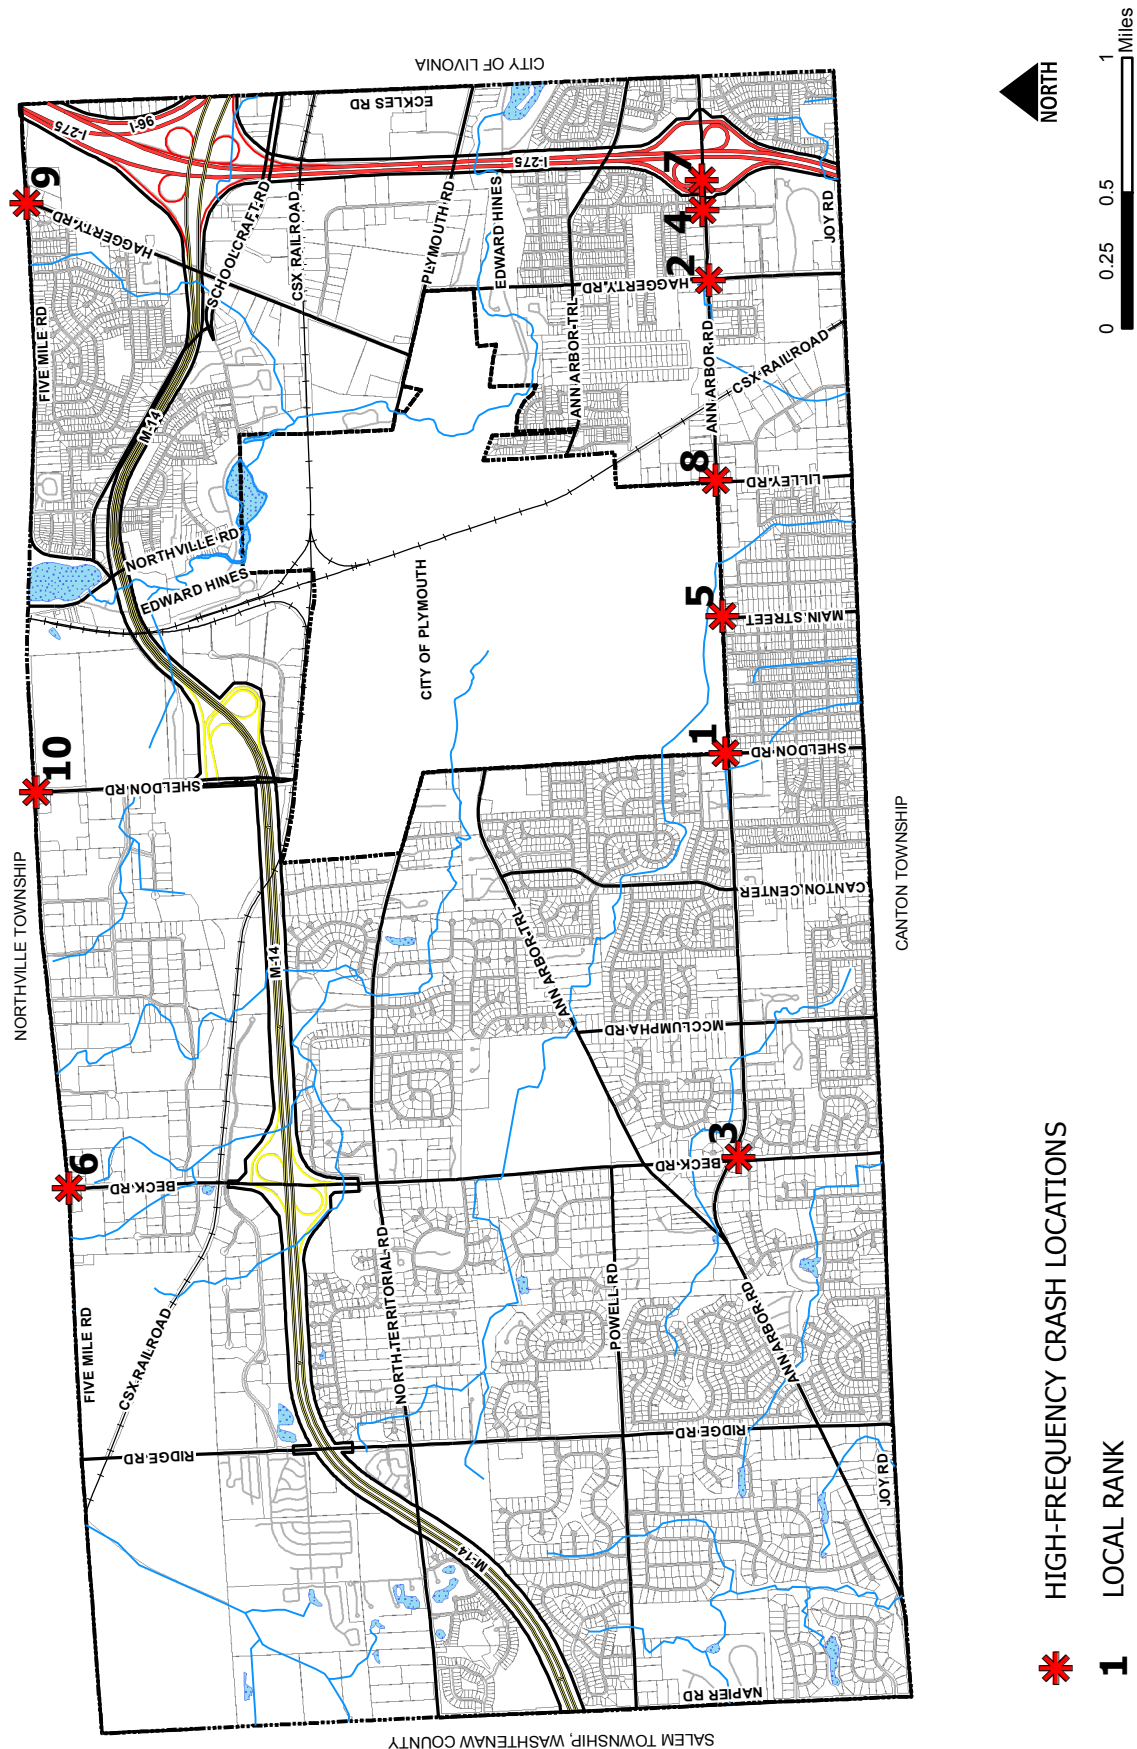 NORTHVILLE TOWNSHIP
CITY OF LIVONIA
CANTON TOWNSHIP
SALEM TOWNSHIP, WASHTENAW COUNTY
CITY OF PLYMOUTH
FIVE MILE RD
FIVE MILE RD
6
10
9
RIDGE RD
BECK RD
SHELDON RD
HAGGERTY RD
I-275
I-96
ECKLES RD
CSX RAILROAD
M-14
M-14
M-14
NORTHVILLE RD
EDWARD HINES
SCHOOLCRAFT RD
CSX RAILROAD
PLYMOUTH RD
EDWARD HINES
I-275
NORTH TERRITORIAL RD
ANN ARBOR TRL
ANN ARBOR TRL
HAGGERTY RD
POWELL RD
RIDGE RD
BECK RD
MCCLUMPHA RD
CANTON CENTER
SHELDON RD
MAIN STREET
LILLEY RD
ANN ARBOR RD
ANN ARBOR RD
CSX RAILROAD
3
1
5
8
2
4
7
NAPIER RD
JOY RD
JOY RD
HIGH-FREQUENCY CRASH LOCATIONS
1 LOCAL RANK
NORTH
0 0.25 0.5 1
Miles